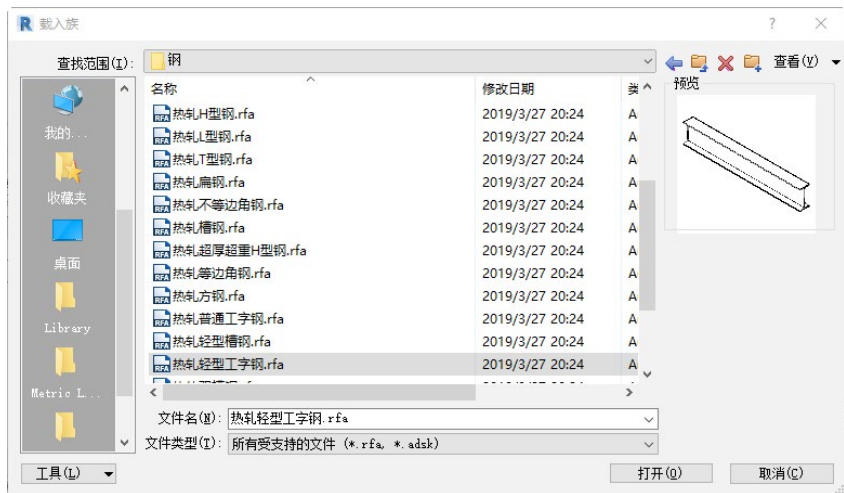 载入族
查找范围(I): 钢 查看(V)
名称 修改日期 类
热轧H型钢.rfa 2019/3/27 20:24 A
热轧L型钢.rfa 2019/3/27 20:24 A
热轧T型钢.rfa 2019/3/27 20:24 A
热轧扁钢.rfa 2019/3/27 20:24 A
热轧不等边角钢.rfa 2019/3/27 20:24 A
热轧槽钢.rfa 2019/3/27 20:24 A
热轧超厚超重H型钢.rfa 2019/3/27 20:24 A
热轧等边角钢.rfa 2019/3/27 20:24 A
热轧方钢.rfa 2019/3/27 20:24 A
热轧普通工字钢.rfa 2019/3/27 20:24 A
热轧轻型槽钢.rfa 2019/3/27 20:24 A
热轧轻型工字钢.rfa 2019/3/27 20:24 A
我的...
收藏夹
桌面
Library
Metric L...
预览
文件名(N): 热轧轻型工字钢.rfa
文件类型(T): 所有受支持的文件 (*.rfa, *.adsk)
工具(L) 打开(O) 取消(C)